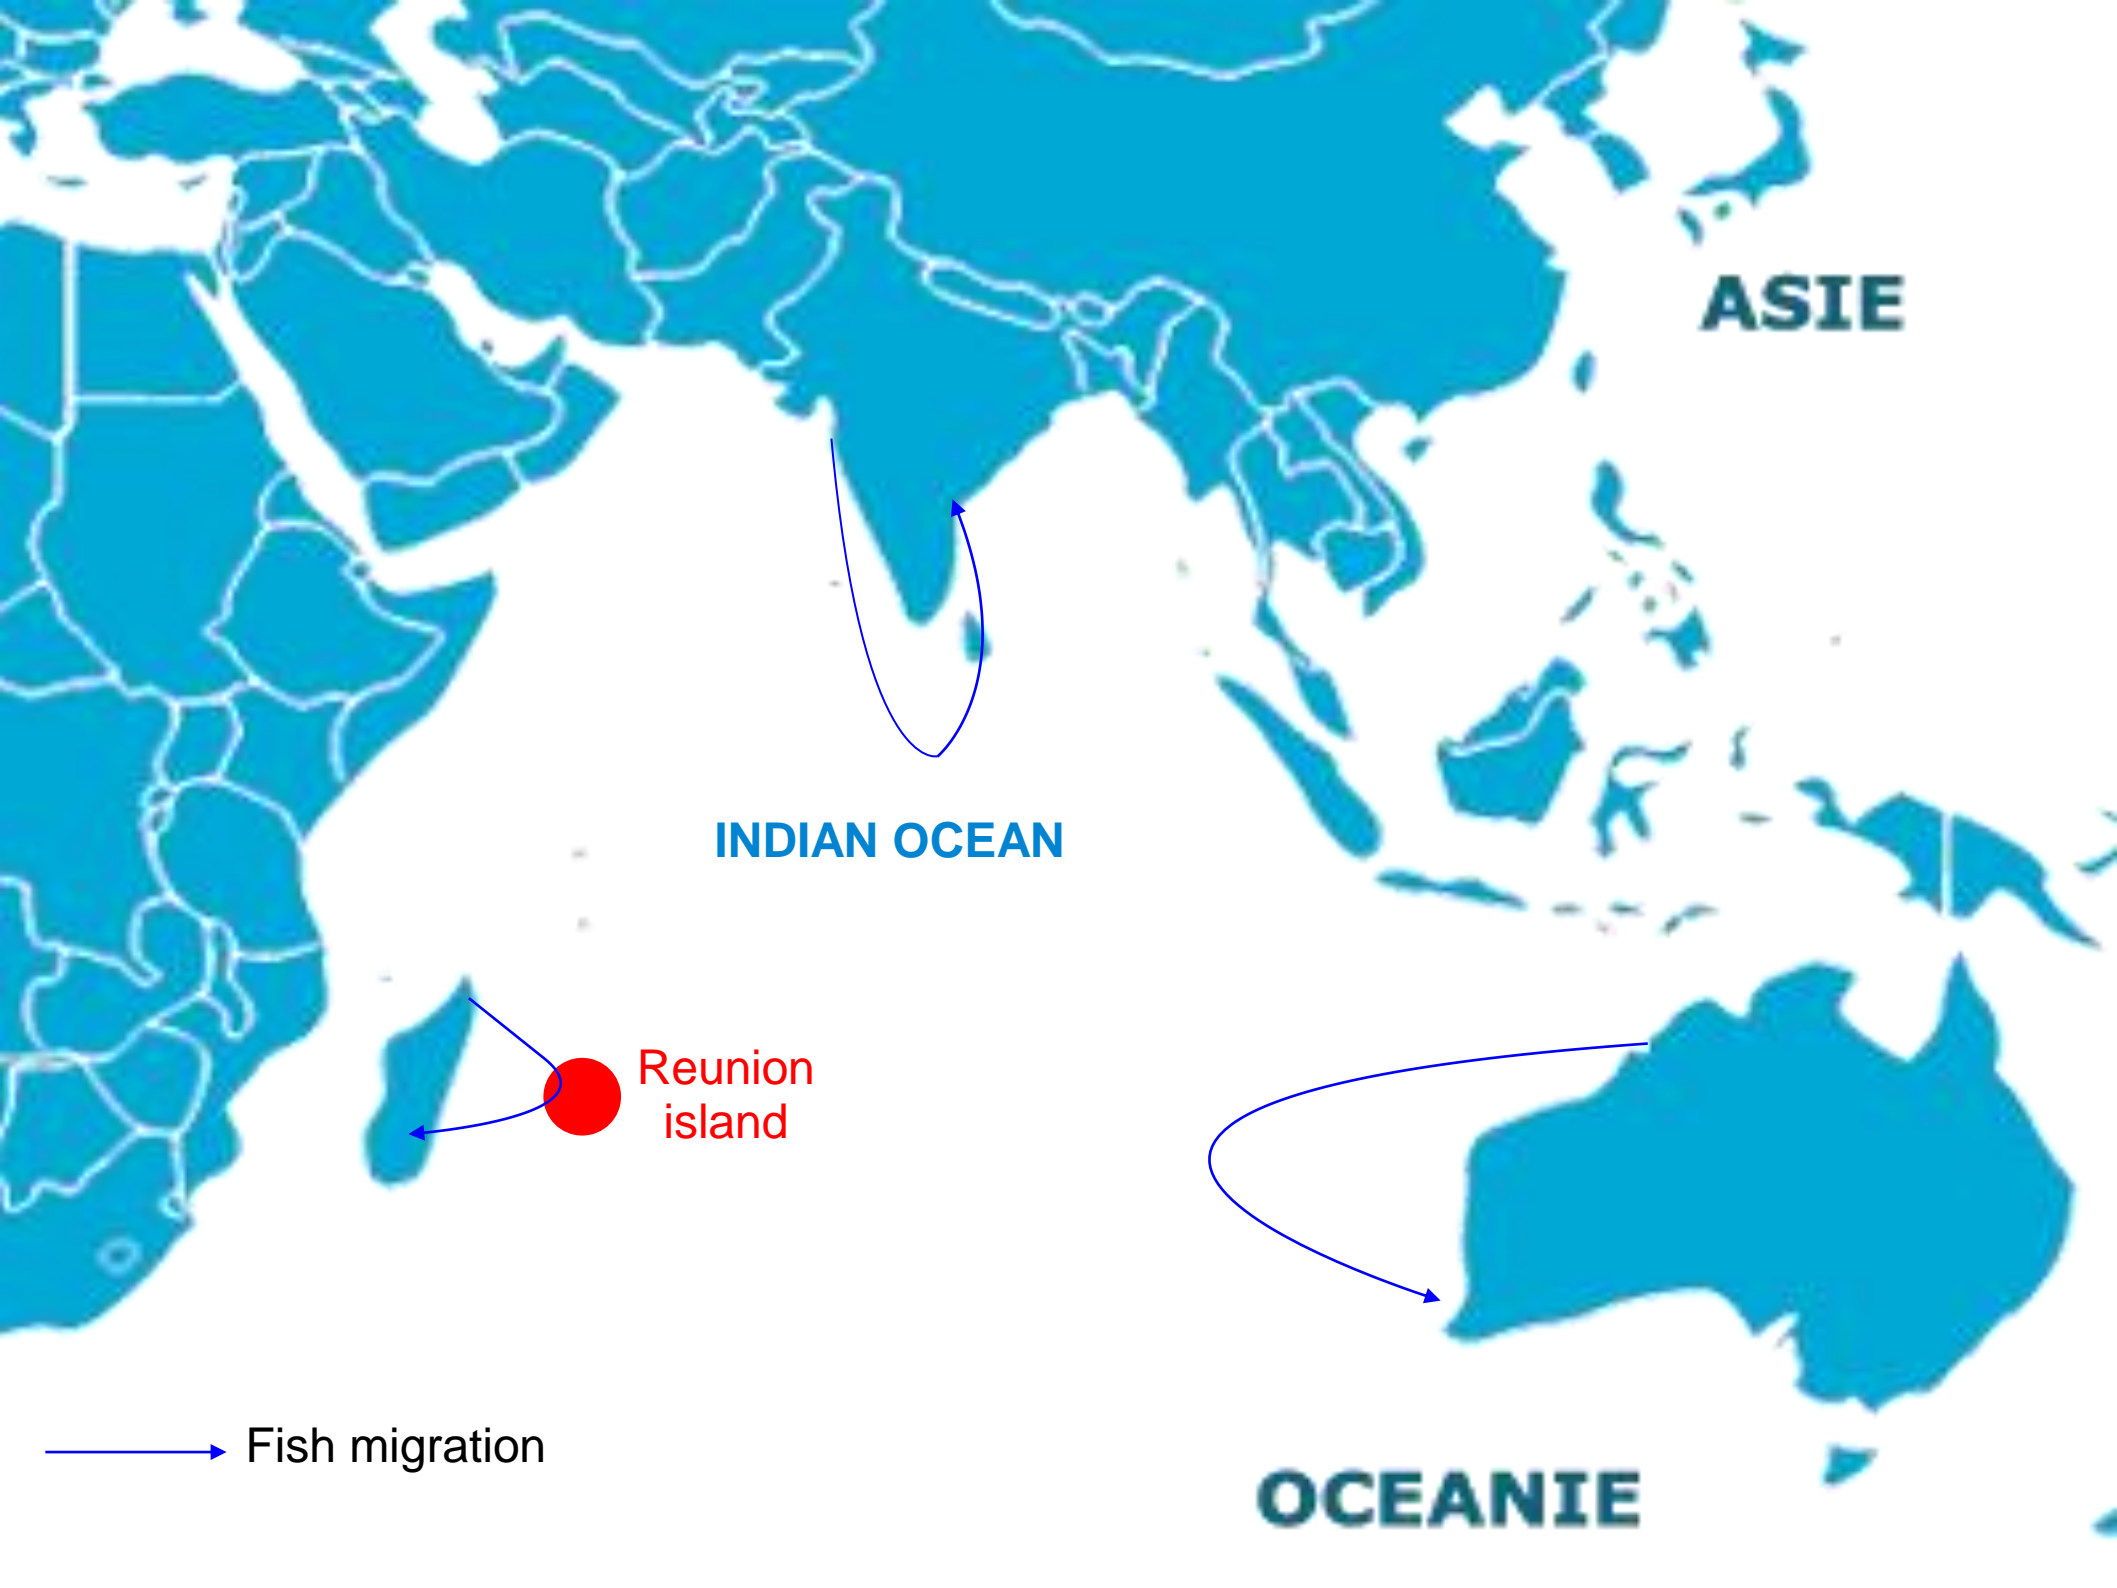 ASIE
INDIAN OCEAN
Reunion
island
Fish migration
OCEANIE